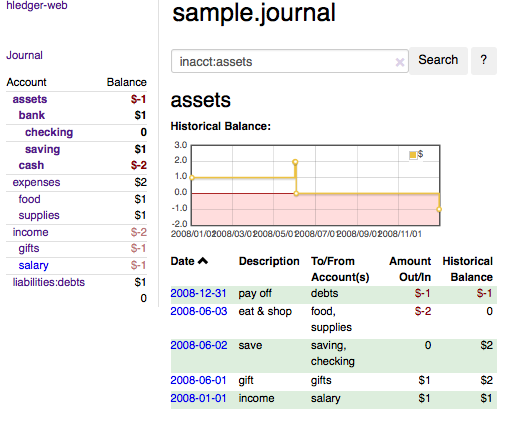 hledger-web
sample.journal
Journal
inacct:assets × Search ?
Account Balance
assets $-1
bank $1
checking 0
saving $1
cash $-2
expenses $2
food $1
supplies $1
income $-2
gifts $-1
salary $-1
liabilities:debts $1
0
assets
Historical Balance:
3.0
2.0
1.0
0.0
-1.0
-2.0
$
2008/01/01 2008/03/01 2008/05/01 2008/07/01 2008/09/01 2008/11/01
Date Description To/From Account(s) Amount Out/In Historical Balance
2008-12-31 pay off debts $-1 $-1
2008-06-03 eat & shop food, supplies $-2 0
2008-06-02 save saving, checking 0 $2
2008-06-01 gift gifts $1 $2
2008-01-01 income salary $1 $1